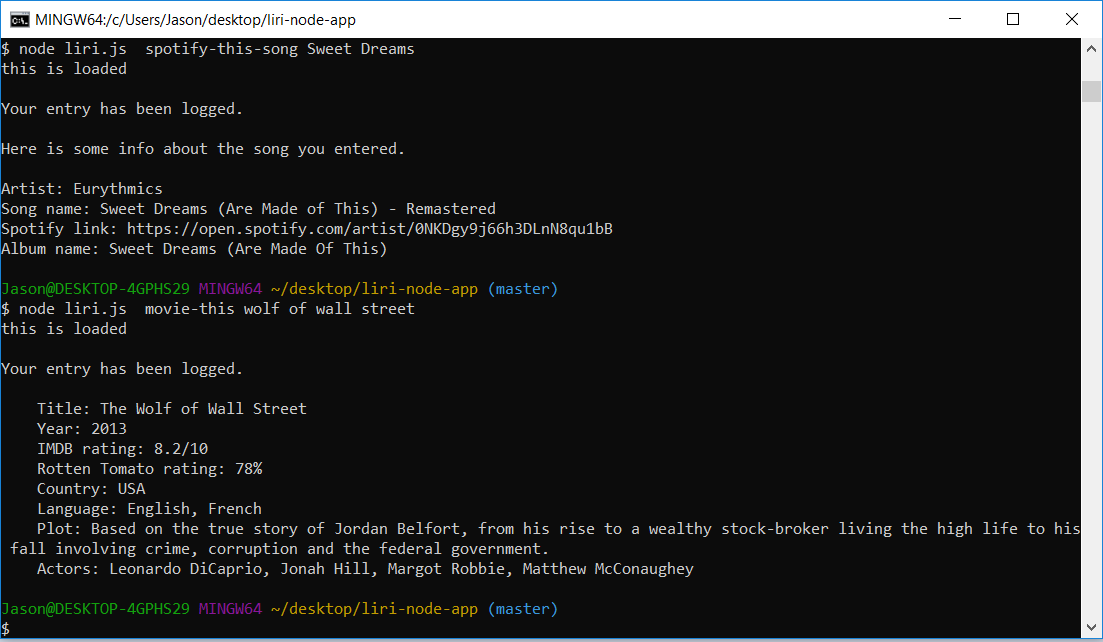 MINGW64:/c/Users/Jason/desktop/liri-node-app
$ node liri.js  spotify-this-song Sweet Dreams
this is loaded
Your entry has been logged.
Here is some info about the song you entered.
Artist: Eurythmics
Song name: Sweet Dreams (Are Made of This) - Remastered
Spotify link: https://open.spotify.com/artist/0NKDgy9j66h3DLnN8qu1bB
Album name: Sweet Dreams (Are Made Of This)
Jason@DESKTOP-4GPHS29 MINGW64 ~/desktop/liri-node-app (master)
$ node liri.js  movie-this wolf of wall street
this is loaded
Your entry has been logged.
Title: The Wolf of Wall Street
Year: 2013
IMDB rating: 8.2/10
Rotten Tomato rating: 78%
Country: USA
Language: English, French
Plot: Based on the true story of Jordan Belfort, from his rise to a wealthy stock-broker living the high life to his
fall involving crime, corruption and the federal government.
Actors: Leonardo DiCaprio, Jonah Hill, Margot Robbie, Matthew McConaughey
Jason@DESKTOP-4GPHS29 MINGW64 ~/desktop/liri-node-app (master)
$